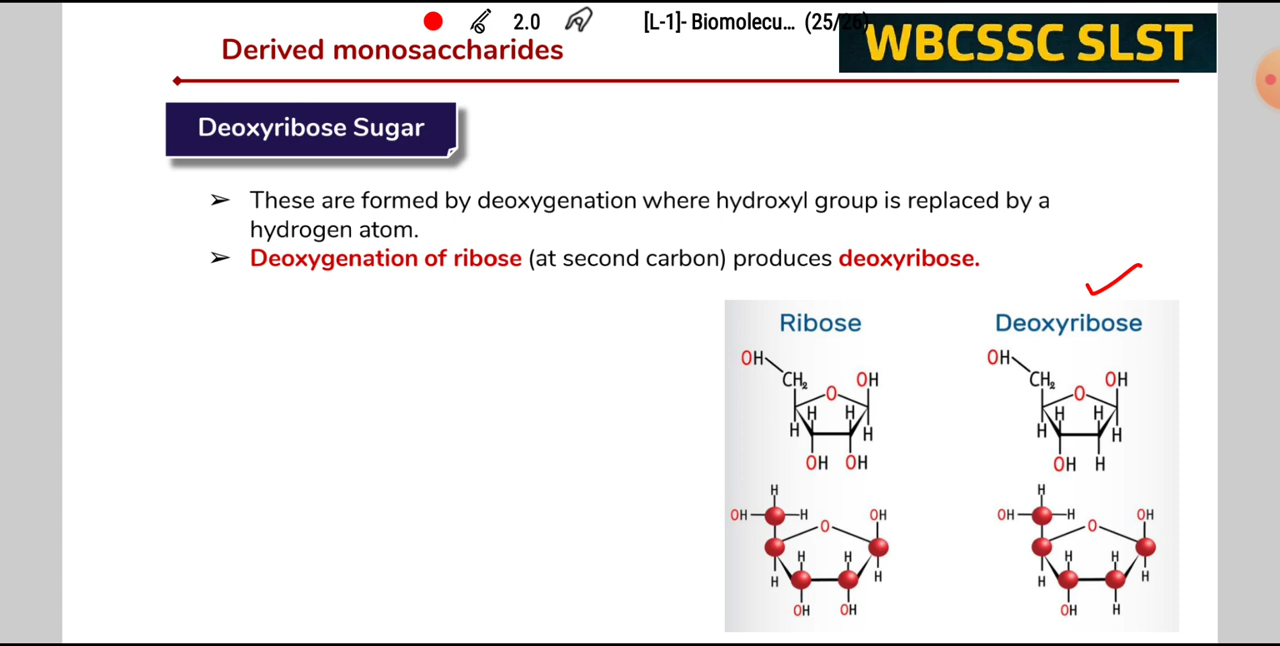 2.0 [L-1]- Biomolecu... (25/26)
Derived monosaccharides
WBCSSC SLST
Deoxyribose Sugar
➢ These are formed by deoxygenation where hydroxyl group is replaced by a
hydrogen atom.
➢ Deoxygenation of ribose (at second carbon) produces deoxyribose.
Ribose Deoxyribose
OH OH
CH₂ OH CH₂ OH
O O
H H H H
H H H H
OH OH OH H
H H
OH H OH OH H OH
O O
H H H H
H H H H
OH OH OH H